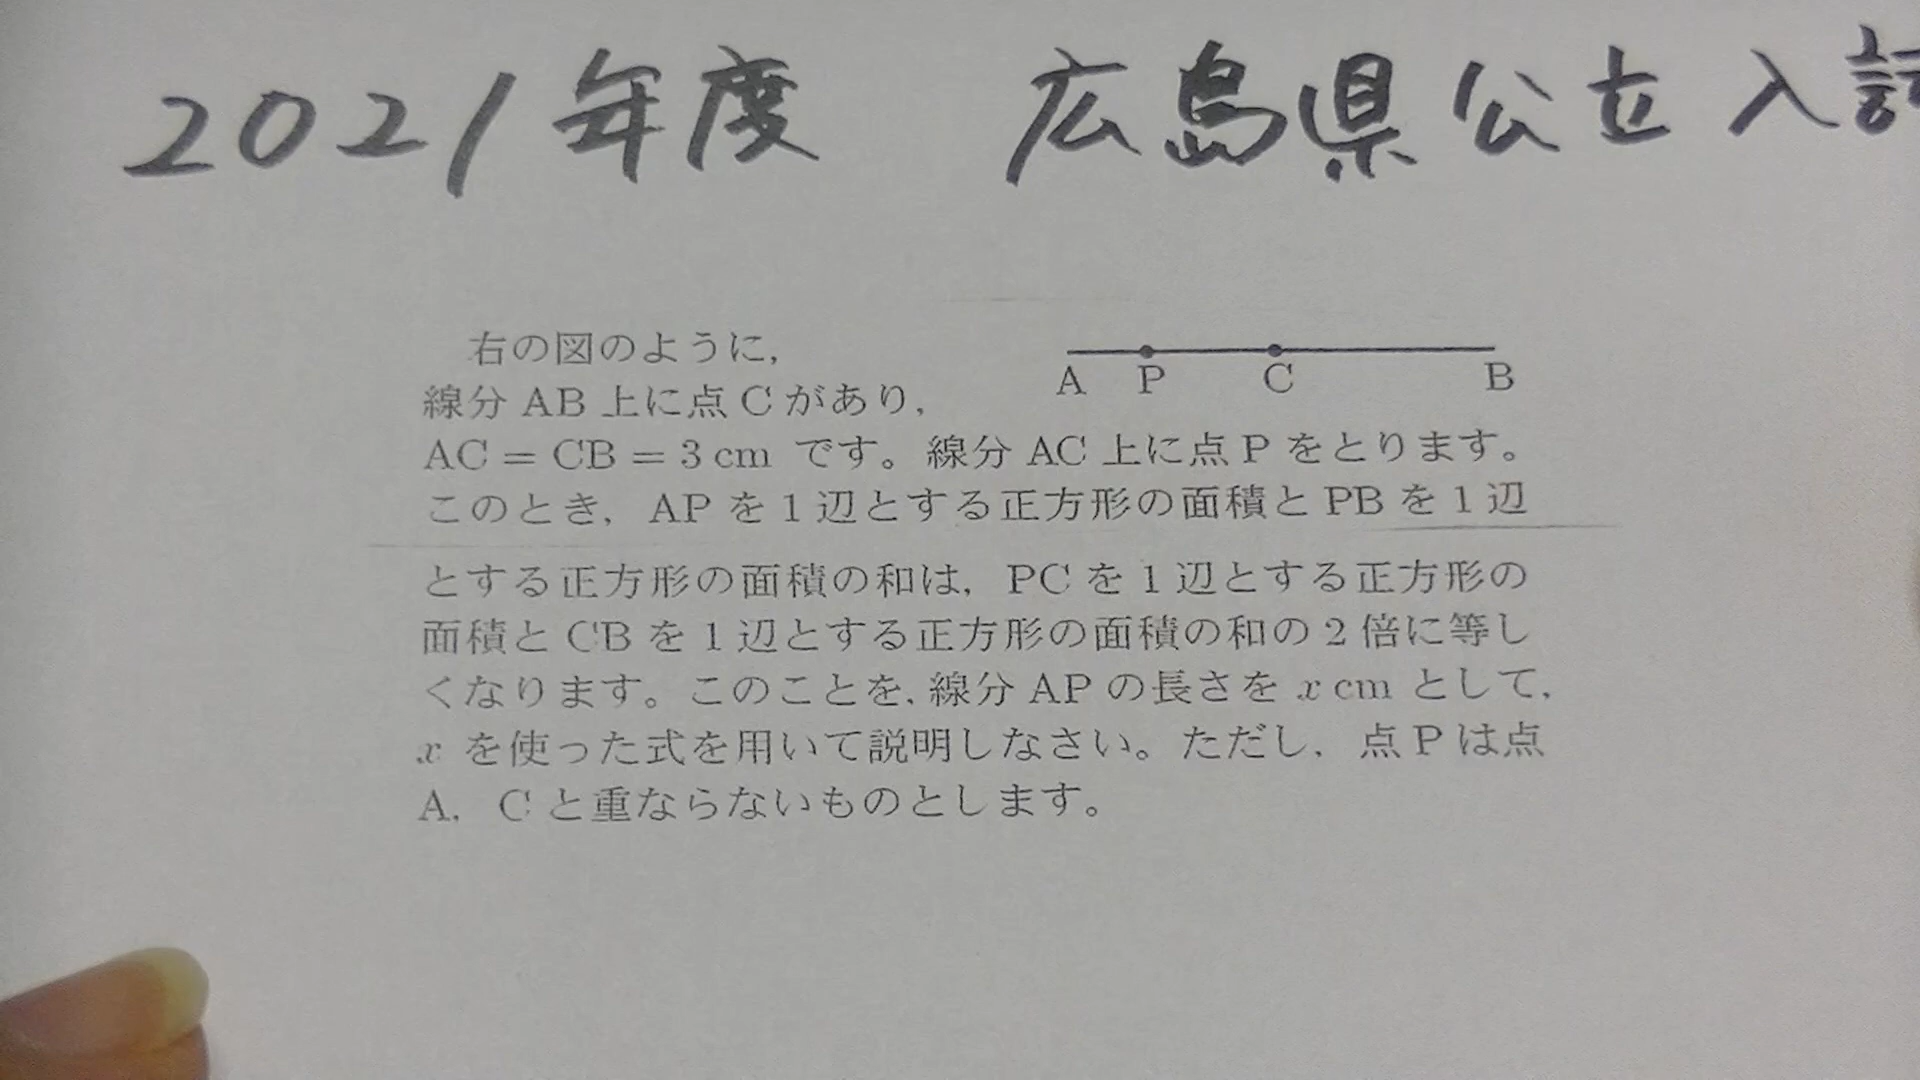 2021年度　広島県公立入試
右の図のように,
線分 AB 上に点 C があり,
A P C B
AC = CB = 3 cm です。線分 AC 上に点 P をとります。
このとき, AP を 1 辺とする正方形の面積と PB を 1 辺
とする正方形の面積の和は, PC を 1 辺とする正方形の
面積と CB を 1 辺とする正方形の面積の和の 2 倍に等し
くなります。このことを, 線分 AP の長さを x cm として,
x を使った式を用いて説明しなさい。ただし, 点 P は点
A, C と重ならないものとします。